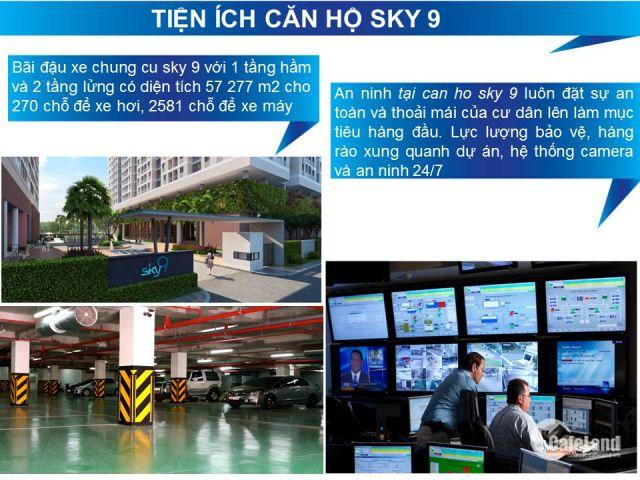 TIỆN ÍCH CĂN HỘ SKY 9
Bãi đậu xe chung cu sky 9 với 1 tầng hầm
và 2 tầng lửng có diện tích 57 277 m2 cho
270 chỗ để xe hơi, 2581 chỗ để xe máy
An ninh tại can ho sky 9 luôn đặt sự an
toàn và thoải mái của cư dân lên làm mục
tiêu hàng đầu. Lực lượng bảo vệ, hàng
rào xung quanh dự án, hệ thống camera
và an ninh 24/7
sky9
CafeLand